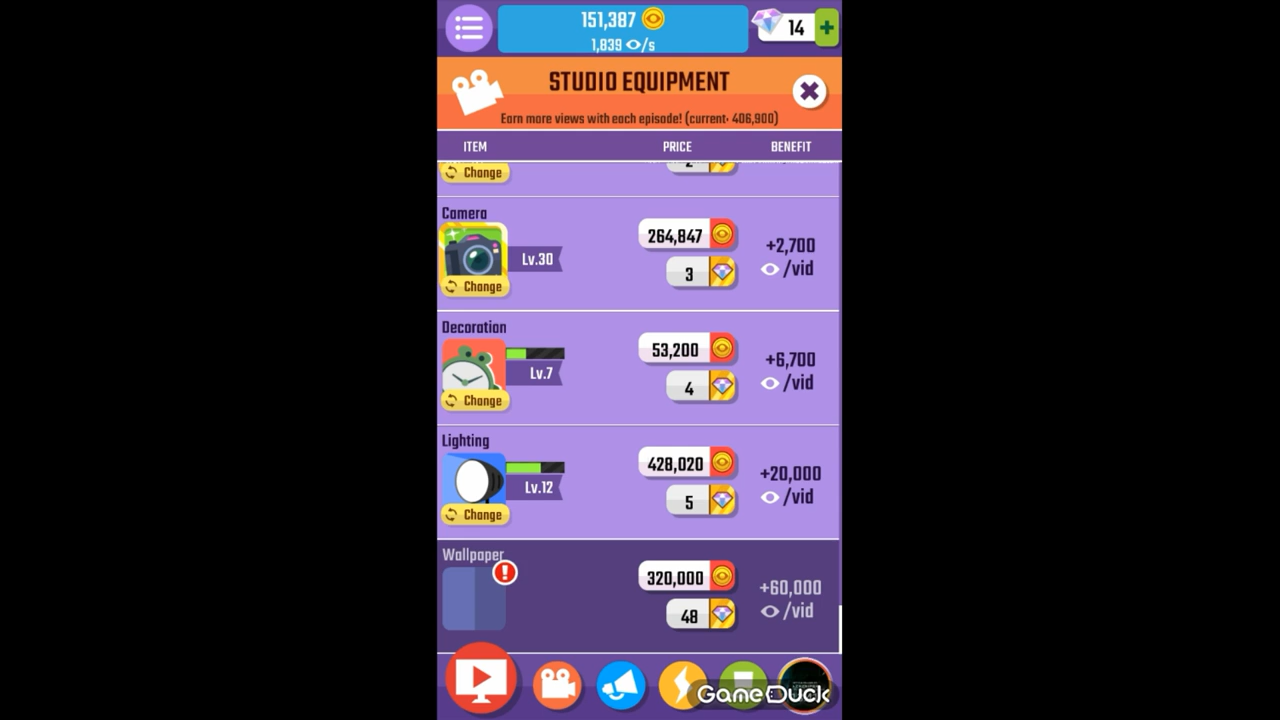 151,387
14 +
1,839 /s
STUDIO EQUIPMENT
Earn more views with each episode! (current: 406,900)
ITEM PRICE BENEFIT
Change
Camera
264,847
+2,700
Lv.30
/vid
3
Change
Decoration
53,200
+6,700
Lv.7
/vid
4
Change
Lighting
428,020
+20,000
Lv.12
/vid
5
Change
Wallpaper
!
320,000
+60,000
/vid
48
GameDuck